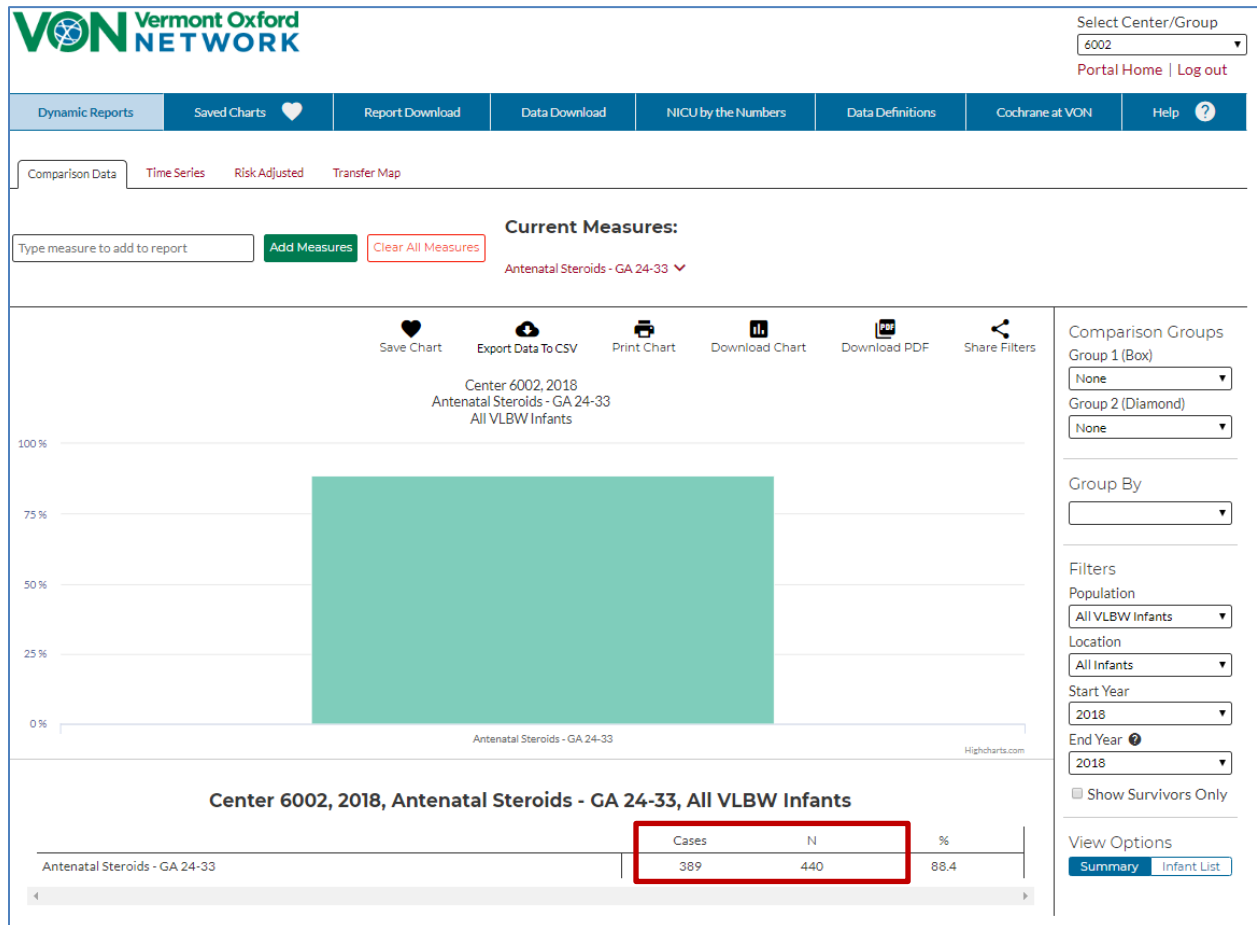 VON Vermont Oxford NETWORK
Select Center/Group
6002
Portal Home | Log out
Dynamic Reports Saved Charts Report Download Data Download NICU by the Numbers Data Definitions Cochrane at VON Help ?
Comparison Data Time Series Risk Adjusted Transfer Map
Current Measures:
Type measure to add to report Add Measures Clear All Measures
Antenatal Steroids - GA 24-33
PDF
Save Chart Export Data To CSV Print Chart Download Chart Download PDF Share Filters
Center 6002, 2018
Antenatal Steroids - GA 24-33
All VLBW Infants
100 %
75 %
50 %
25 %
0 %
Antenatal Steroids - GA 24-33
Highcharts.com
Comparison Groups
Group 1 (Box)
None
Group 2 (Diamond)
None
Group By
Filters
Population
All VLBW Infants
Location
All Infants
Start Year
2018
End Year ?
2018
Show Survivors Only
View Options
Summary Infant List
Center 6002, 2018, Antenatal Steroids - GA 24-33, All VLBW Infants
Cases N %
Antenatal Steroids - GA 24-33 389 440 88.4